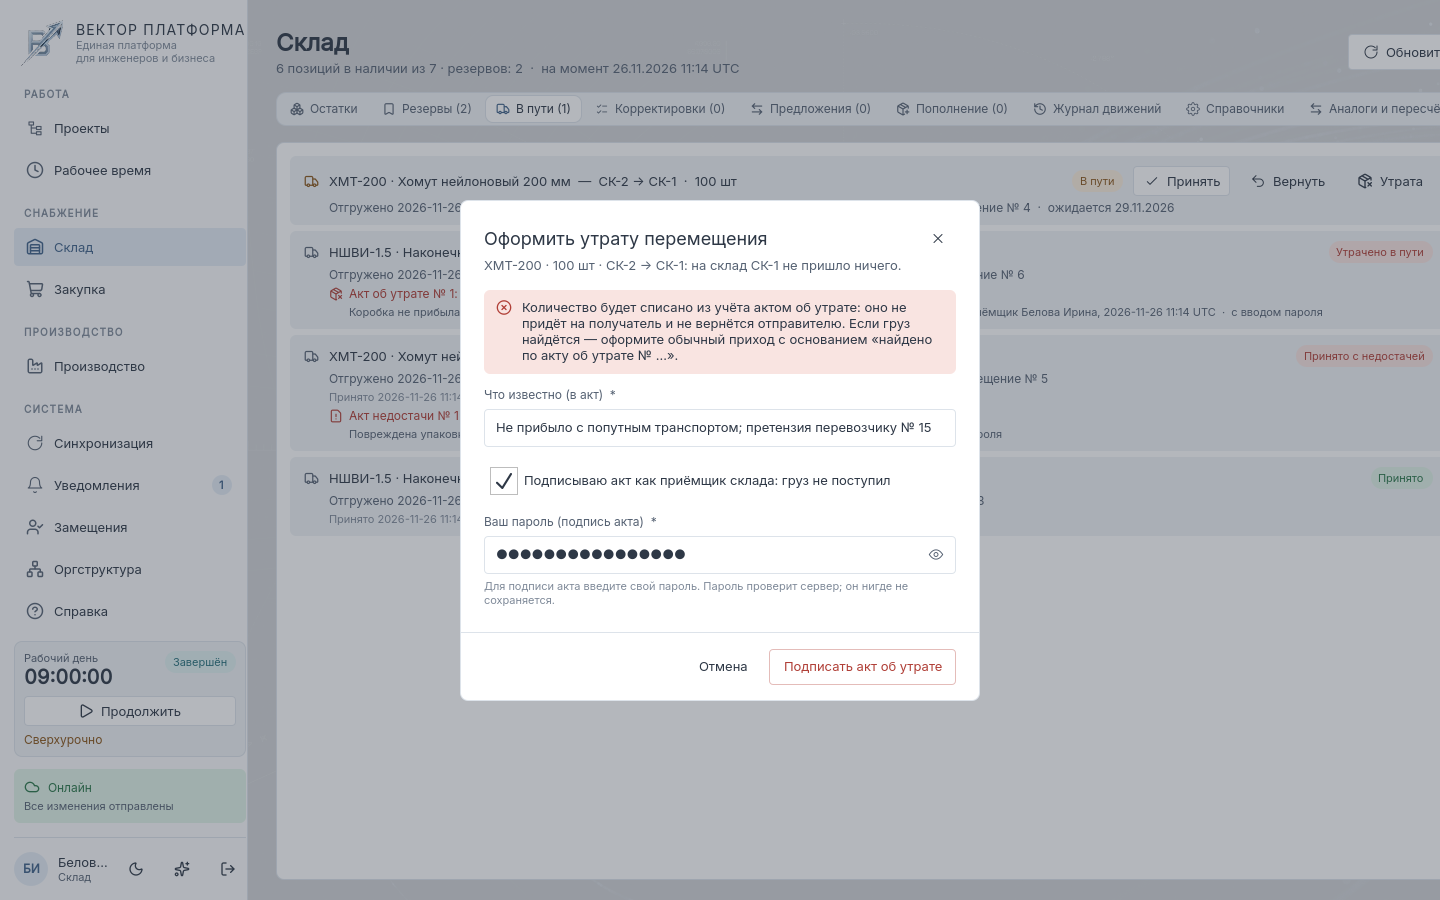 ВЕКТОР ПЛАТФОРМА
Единая платформа
для инженеров и бизнеса
РАБОТА
Проекты
Рабочее время
СНАБЖЕНИЕ
Склад
Закупка
ПРОИЗВОДСТВО
Производство
СИСТЕМА
Синхронизация
Уведомления 1
Замещения
Оргструктура
Справка
Рабочий день Завершён
09:00:00
Продолжить
Сверхурочно
Онлайн
Все изменения отправлены
БИ Белов...
Склад
Склад
6 позиций в наличии из 7 · резервов: 2 · на момент 26.11.2026 11:14 UTC
Обновит
Остатки Резервы (2) В пути (1) Корректировки (0) Предложения (0) Пополнение (0) Журнал движений Справочники Аналоги и пересчё
ХМТ-200 · Хомут нейлоновый 200 мм — СК-2 → СК-1 · 100 шт В пути Принять Вернуть Утрата
Отгружено 2026-11-26 ние № 4 · ожидается 29.11.2026
НШВИ-1.5 · Наконечн Утрачено в пути
Отгружено 2026-11-26 ние № 6
Акт об утрате № 1:
Коробка не прибыла ёмщик Белова Ирина, 2026-11-26 11:14 UTC · с вводом пароля
ХМТ-200 · Хомут ней Принято с недостачей
Отгружено 2026-11-26 ещение № 5
Принято 2026-11-26 11:14
Акт недостачи № 1
Повреждена упаковк роля
НШВИ-1.5 · Наконечн Принято
Отгружено 2026-11-26 3
Принято 2026-11-26 11:14
Оформить утрату перемещения
ХМТ-200 · 100 шт · СК-2 → СК-1: на склад СК-1 не пришло ничего.
Количество будет списано из учёта актом об утрате: оно не
придёт на получатель и не вернётся отправителю. Если груз
найдётся — оформите обычный приход с основанием «найдено
по акту об утрате № ...».
Что известно (в акт) *
Не прибыло с попутным транспортом; претензия перевозчику № 15
Подписываю акт как приёмщик склада: груз не поступил
Ваш пароль (подпись акта) *
●●●●●●●●●●●●●●●●
Для подписи акта введите свой пароль. Пароль проверит сервер; он нигде не
сохраняется.
Отмена Подписать акт об утрате